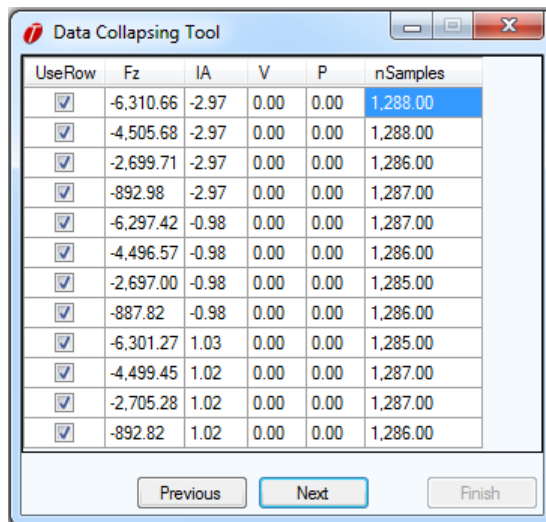 Data Collapsing Tool
UseRow Fz IA V P nSamples
-6,310.66 -2.97 0.00 0.00 1,288.00
-4,505.68 -2.97 0.00 0.00 1,288.00
-2,699.71 -2.97 0.00 0.00 1,286.00
-892.98 -2.97 0.00 0.00 1,287.00
-6,297.42 -0.98 0.00 0.00 1,287.00
-4,496.57 -0.98 0.00 0.00 1,286.00
-2,697.00 -0.98 0.00 0.00 1,285.00
-887.82 -0.98 0.00 0.00 1,286.00
-6,301.27 1.03 0.00 0.00 1,285.00
-4,499.45 1.02 0.00 0.00 1,287.00
-2,705.28 1.02 0.00 0.00 1,287.00
-892.82 1.02 0.00 0.00 1,286.00
Previous Next Finish